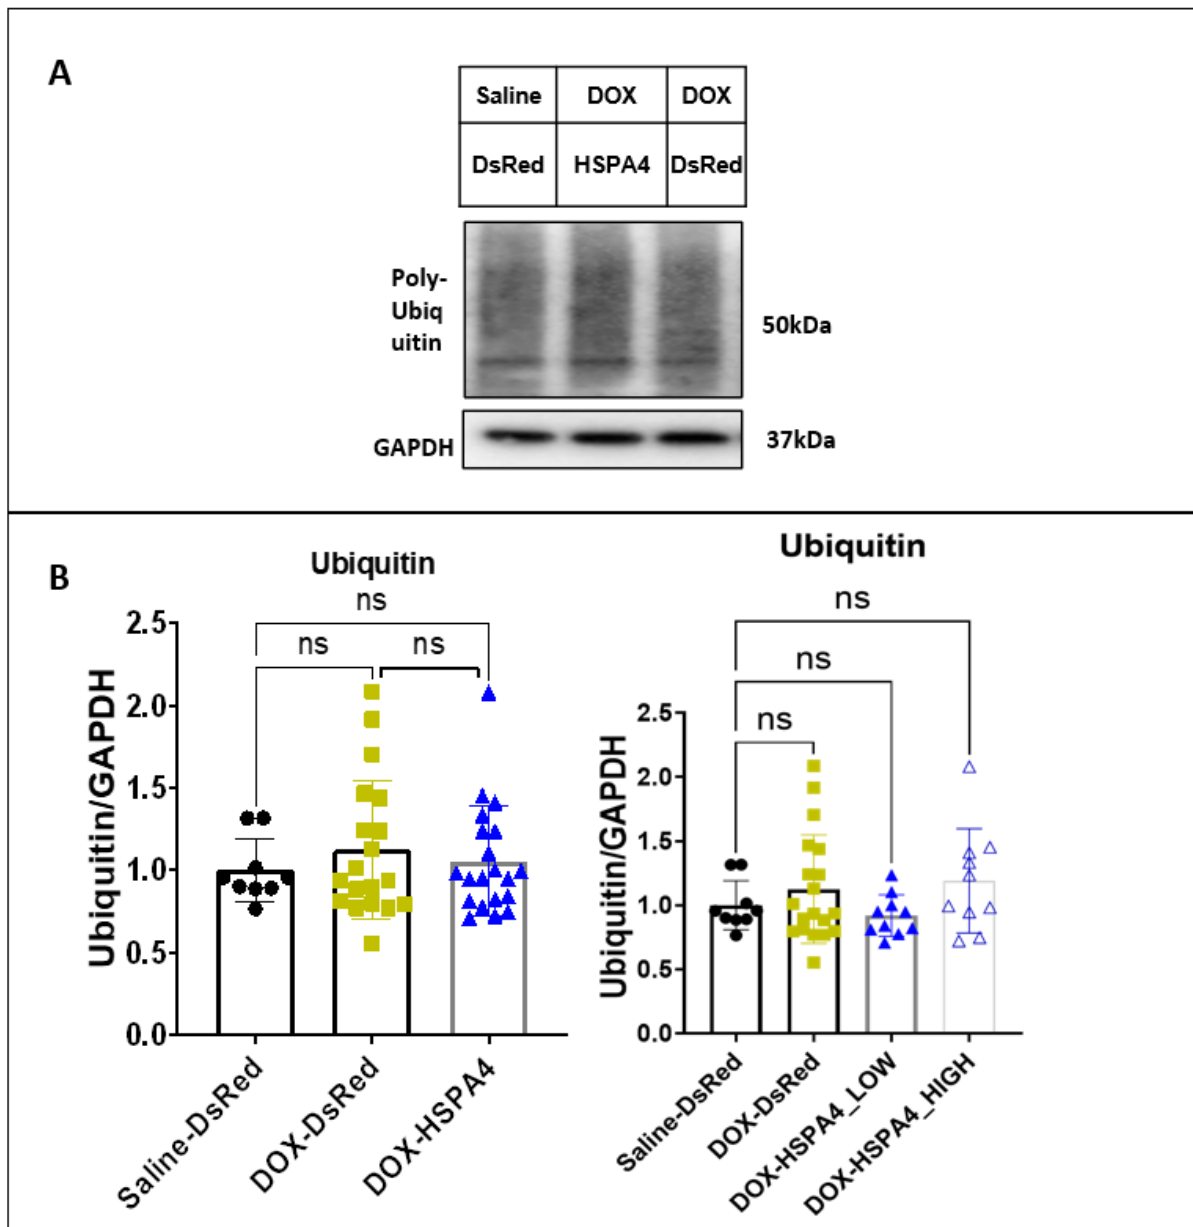 A
Saline DOX DOX
DsRed HSPA4 DsRed
Poly-
Ubiq
uitin
50kDa
GAPDH
37kDa
B
Ubiquitin
ns
ns
ns
2.5
2.0
1.5
1.0
0.5
0.0
Ubiquitin/GAPDH
Saline-DsRed
DOX-DsRed
DOX-HSPA4
Ubiquitin
ns
ns
ns
2.5
2.0
1.5
1.0
0.5
0.0
Ubiquitin/GAPDH
Saline-DsRed
DOX-DsRed
DOX-HSPA4_LOW
DOX-HSPA4_HIGH